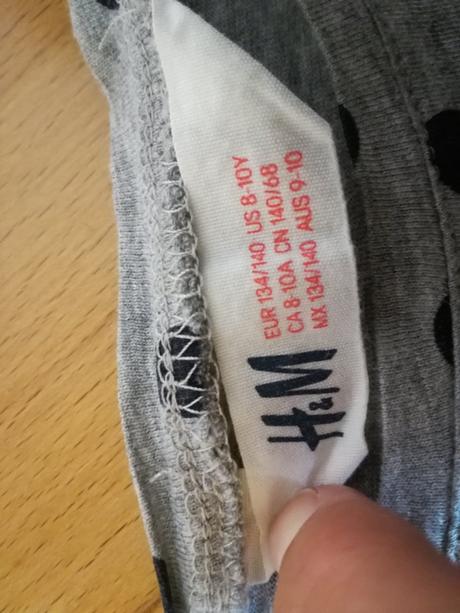 H&M
EUR 134/140 US 8-10Y
CA 8-10A CN 140/68
MX 134/140 AUS 9-10